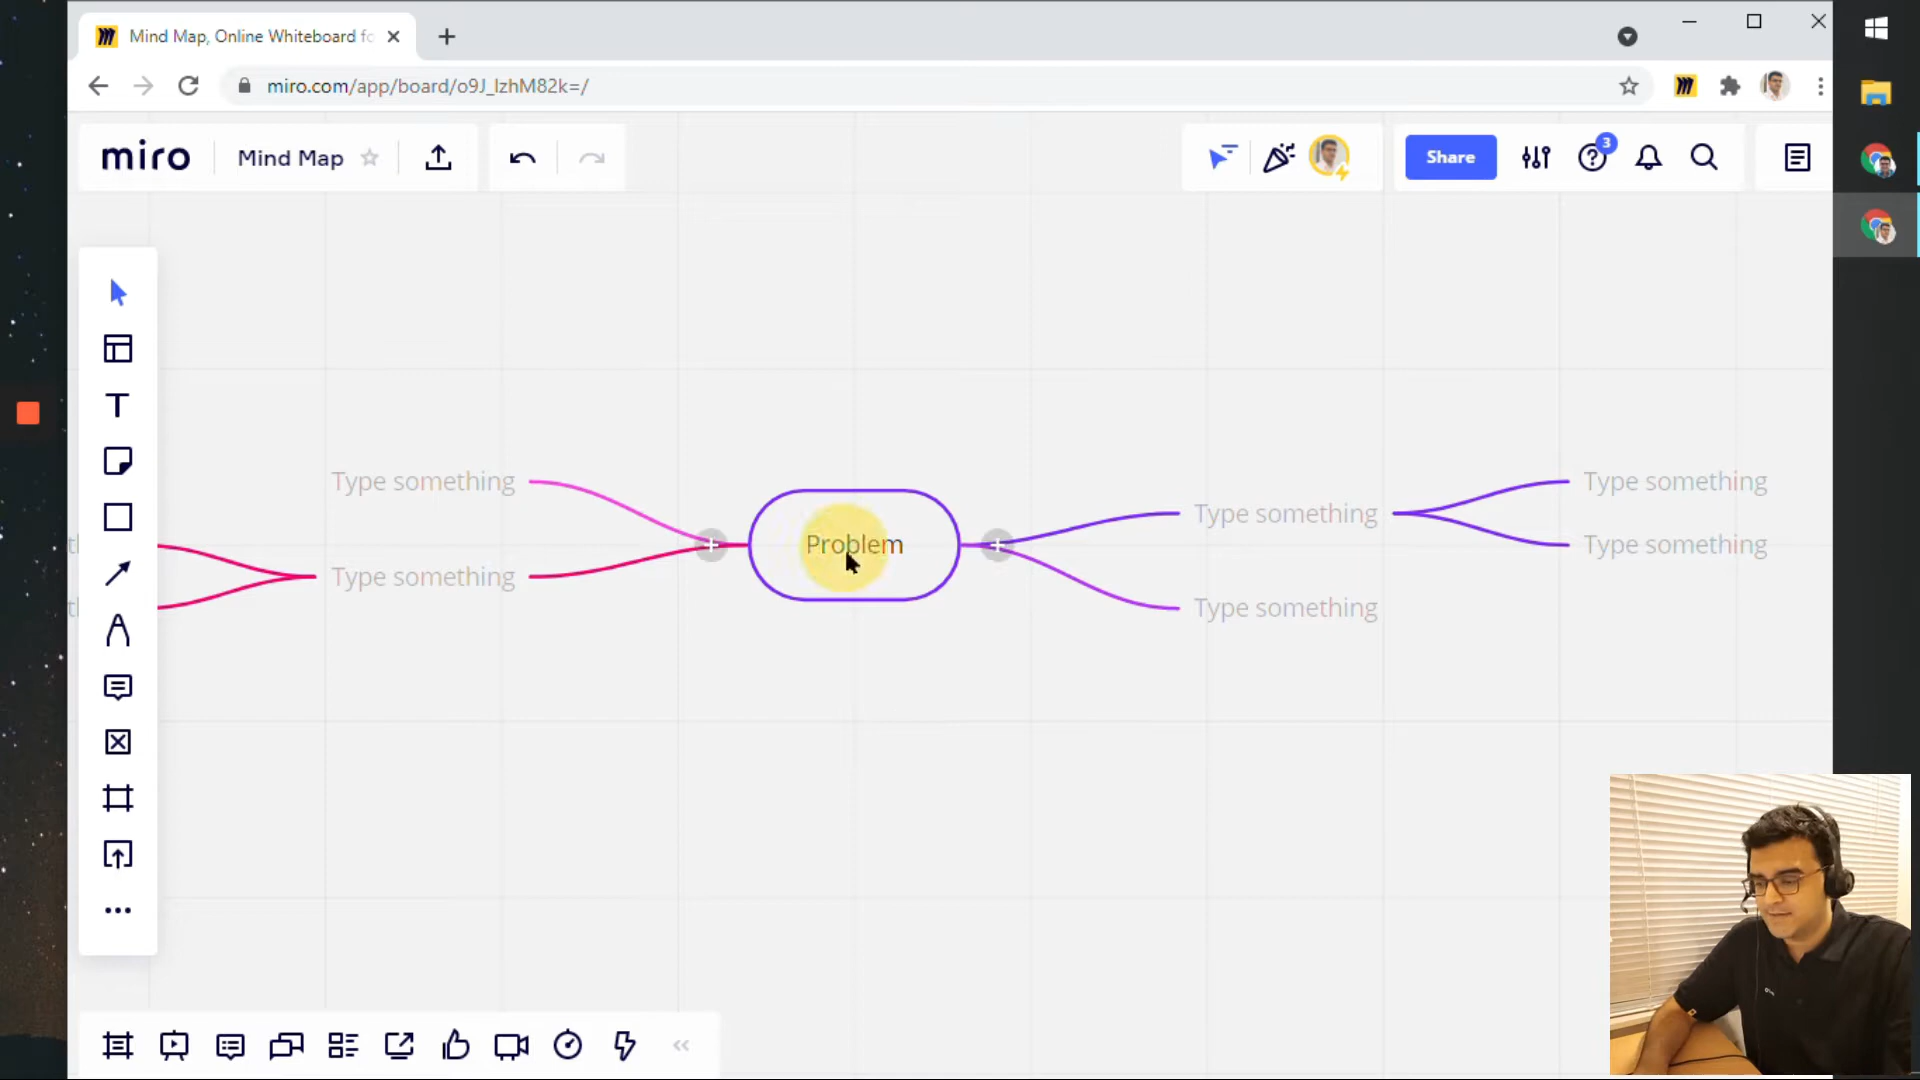 Mind Map, Online Whiteboard fo
miro.com/app/board/o9J_lzhM82k=/
miro
Mind Map
Share
3
Type something
Type something
Problem
Type something
Type something
Type something
Type something